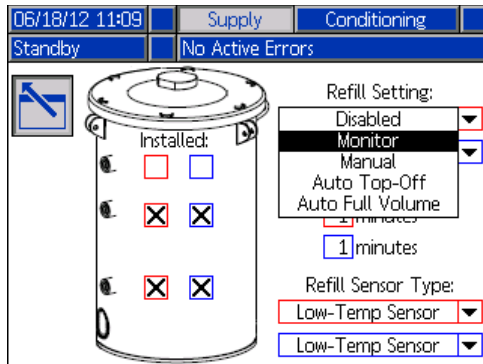 06/18/12 11:09 Supply Conditioning
Standby No Active Errors
Refill Setting:
Disabled
Installed: Monitor
Manual
Auto Top-Off
Auto Full Volume
minutes
1 minutes
Refill Sensor Type:
Low-Temp Sensor
Low-Temp Sensor